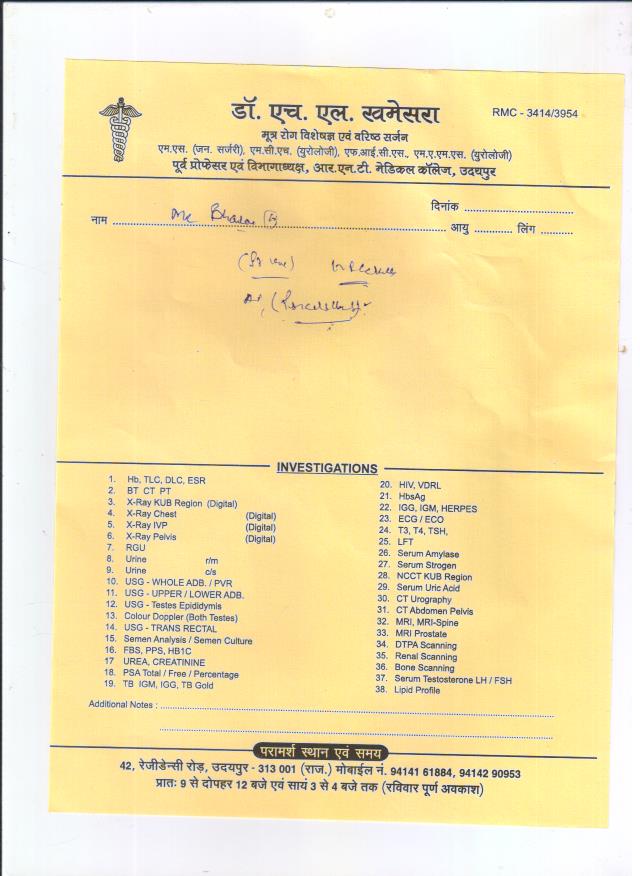 डॉ. एच. एल. खमेसरा
RMC - 3414/3954
मूत्र रोग विशेषज्ञ एवं वरिष्ठ सर्जन
एम.एस. (जन. सर्जरी), एम.सी.एच. (यूरोलोजी), एफ.आई.सी.एस., एम.ए.एम.एस. (युरोलोजी)
पूर्व प्रोफेसर एवं विभागाध्यक्ष, आर.एन.टी. मेडिकल कॉलेज, उदयपुर
दिनांक
नाम आयु लिंग
INVESTIGATIONS
1. Hb, TLC, DLC, ESR
2. BT CT PT
3. X-Ray KUB Region (Digital)
4. X-Ray Chest (Digital)
5. X-Ray IVP (Digital)
6. X-Ray Pelvis (Digital)
7. RGU
8. Urine r/m
9. Urine c/s
10. USG - WHOLE ADB. / PVR
11. USG - UPPER / LOWER ADB.
12. USG - Testes Epididymis
13. Colour Doppler (Both Testes)
14. USG - TRANS RECTAL
15. Semen Analysis / Semen Culture
16. FBS, PPS, HB1C
17 UREA, CREATININE
18. PSA Total / Free / Percentage
19. TB IGM, IGG, TB Gold
20. HIV, VDRL
21. HbsAg
22. IGG, IGM, HERPES
23. ECG / ECO
24. T3, T4, TSH,
25. LFT
26. Serum Amylase
27. Serum Strogen
28. NCCT KUB Region
29. Serum Uric Acid
30. CT Urography
31. CT Abdomen Pelvis
32. MRI, MRI-Spine
33. MRI Prostate
34. DTPA Scanning
35. Renal Scanning
36. Bone Scanning
37. Serum Testosterone LH / FSH
38. Lipid Profile
Additional Notes :
परामर्श स्थान एवं समय
42, रेजीडेन्सी रोड़, उदयपुर - 313 001 (राज.) मोबाईल नं. 94141 61884, 94142 90953
प्रातः 9 से दोपहर 12 बजे एवं सायं 3 से 4 बजे तक (रविवार पूर्ण अवकाश)